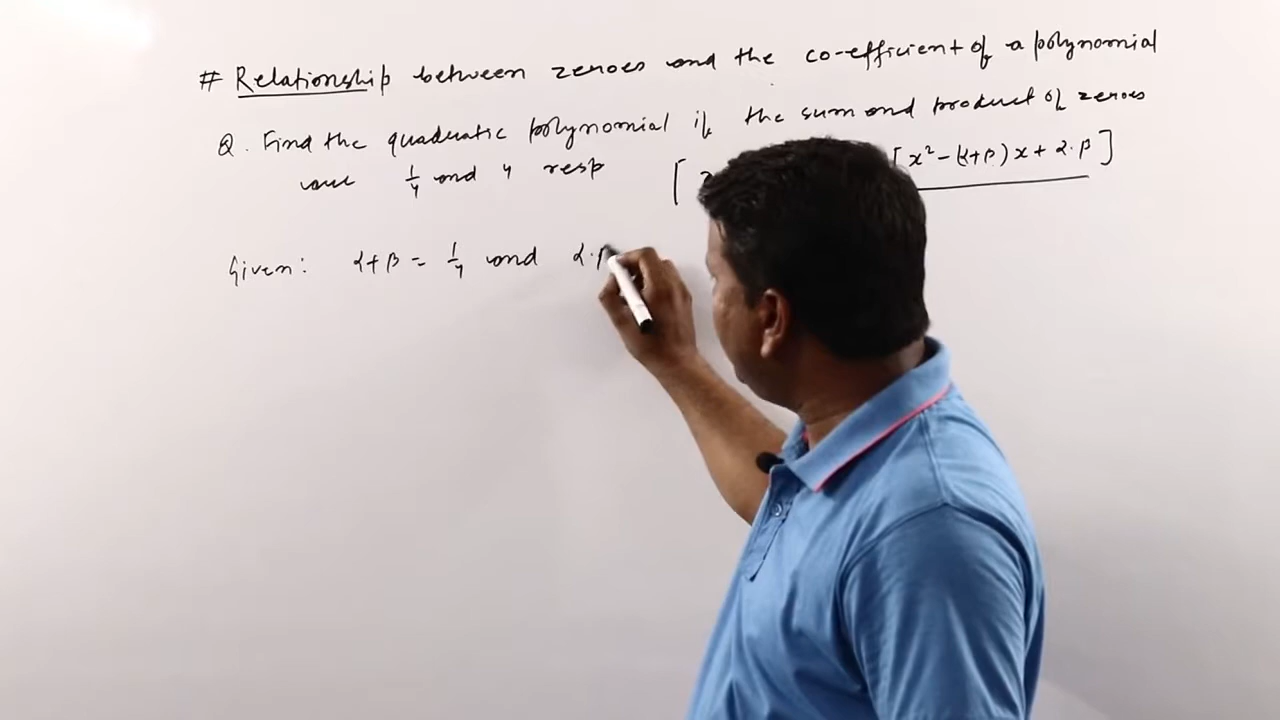 # Relationship between zeroes and the co-efficient of a polynomial
Q. Find the quadratic polynomial if the sum and product of zeroes
are 1/4 and 4 resp [ [x² - (α+β)x + α·β]
Given: α+β = 1/4 and α·β